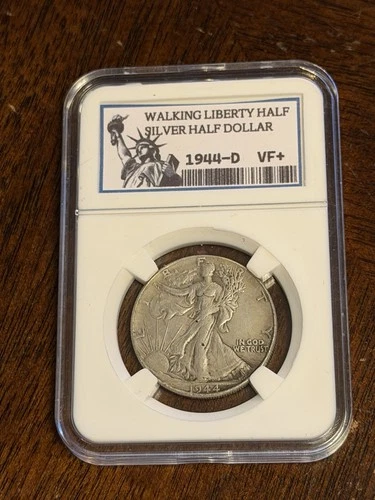 WALKING LIBERTY HALF
SILVER HALF DOLLAR
1944-D VF+
LIBERTY
IN GOD
WE TRUST
1944